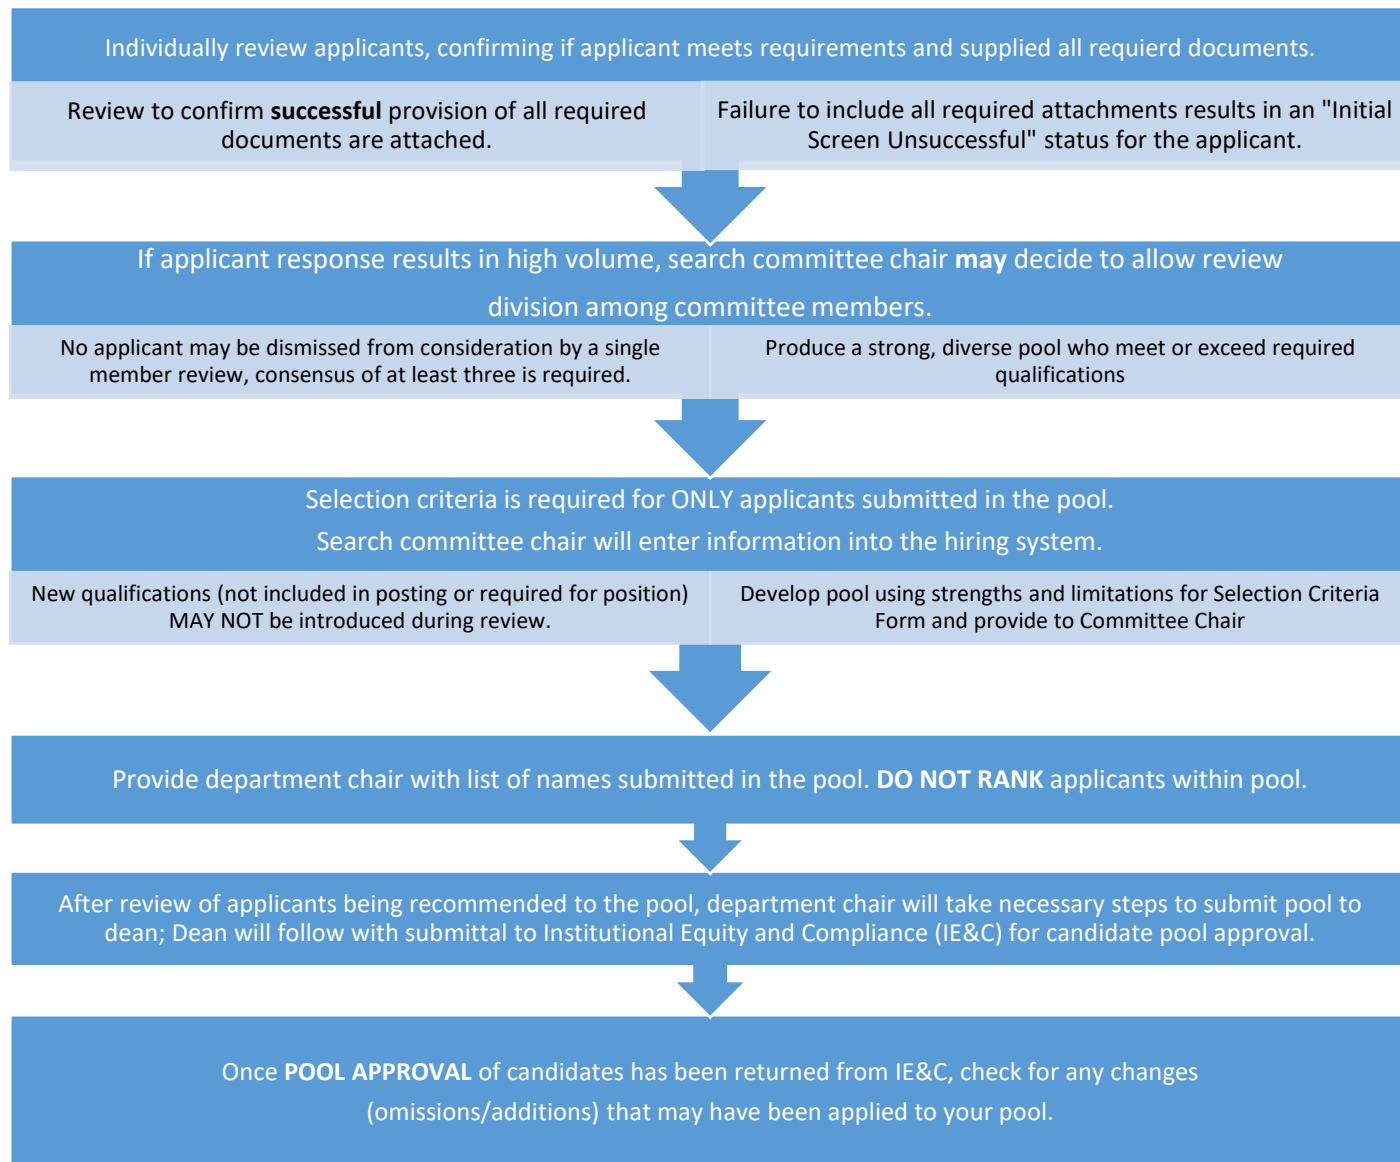 Individually review applicants, confirming if applicant meets requirements and supplied all requierd documents.
Review to confirm successful provision of all required
documents are attached.
Failure to include all required attachments results in an "Initial
Screen Unsuccessful" status for the applicant.
If applicant response results in high volume, search committee chair may decide to allow review
division among committee members.
No applicant may be dismissed from consideration by a single
member review, consensus of at least three is required.
Produce a strong, diverse pool who meet or exceed required
qualifications
Selection criteria is required for ONLY applicants submitted in the pool.
Search committee chair will enter information into the hiring system.
New qualifications (not included in posting or required for position)
MAY NOT be introduced during review.
Develop pool using strengths and limitations for Selection Criteria
Form and provide to Committee Chair
Provide department chair with list of names submitted in the pool. DO NOT RANK applicants within pool.
After review of applicants being recommended to the pool, department chair will take necessary steps to submit pool to
dean; Dean will follow with submittal to Institutional Equity and Compliance (IE&C) for candidate pool approval.
Once POOL APPROVAL of candidates has been returned from IE&C, check for any changes
(omissions/additions) that may have been applied to your pool.